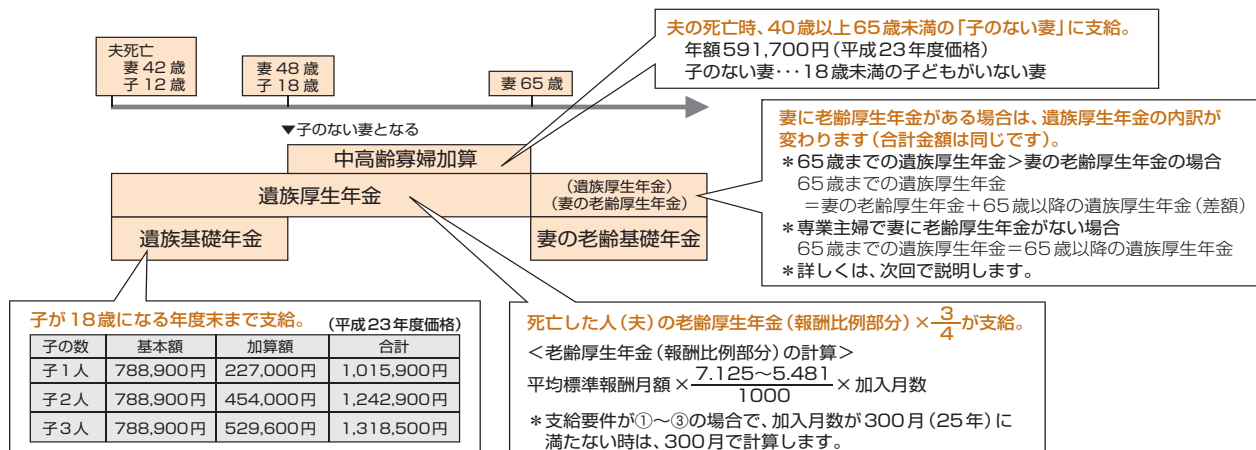 夫死亡
妻42歳
子12歳
妻48歳
子18歳
妻65歳
▼子のない妻となる
中高齢寡婦加算
遺族厚生年金
(遺族厚生年金)
(妻の老齢厚生年金)
遺族基礎年金
妻の老齢基礎年金
夫の死亡時、40歳以上65歳未満の「子のない妻」に支給。
年額591,700円(平成23年度価格)
子のない妻・・・18歳未満の子どもがいない妻
妻に老齢厚生年金がある場合は、遺族厚生年金の内訳が
変わります(合計金額は同じです)。
*65歳までの遺族厚生年金>妻の老齢厚生年金の場合
65歳までの遺族厚生年金
=妻の老齢厚生年金+65歳以降の遺族厚生年金(差額)
*専業主婦で妻に老齢厚生年金がない場合
65歳までの遺族厚生年金=65歳以降の遺族厚生年金
*詳しくは、次回で説明します。
子が18歳になる年度末まで支給。 (平成23年度価格)
子の数 基本額 加算額 合計
子1人 788,900円 227,000円 1,015,900円
子2人 788,900円 454,000円 1,242,900円
子3人 788,900円 529,600円 1,318,500円
死亡した人(夫)の老齢厚生年金(報酬比例部分)×3/4が支給。
<老齢厚生年金(報酬比例部分)の計算>
平均標準報酬月額×7.125~5.481/1000×加入月数
*支給要件が①~③の場合で、加入月数が300月(25年)に
満たない時は、300月で計算します。